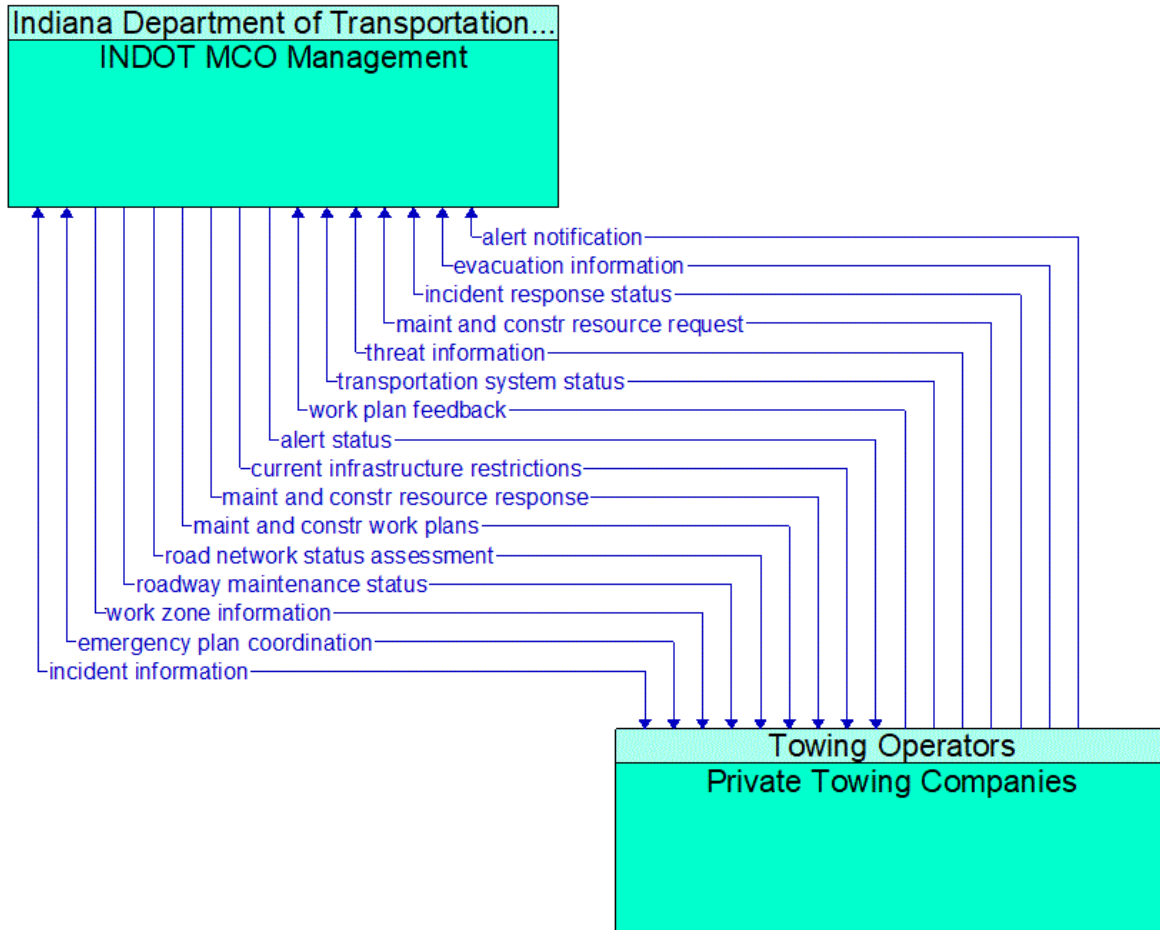 Indiana Department of Transportation...
INDOT MCO Management
alert notification
evacuation information
incident response status
maint and constr resource request
threat information
transportation system status
work plan feedback
alert status
current infrastructure restrictions
maint and constr resource response
maint and constr work plans
road network status assessment
roadway maintenance status
work zone information
emergency plan coordination
incident information
Towing Operators
Private Towing Companies